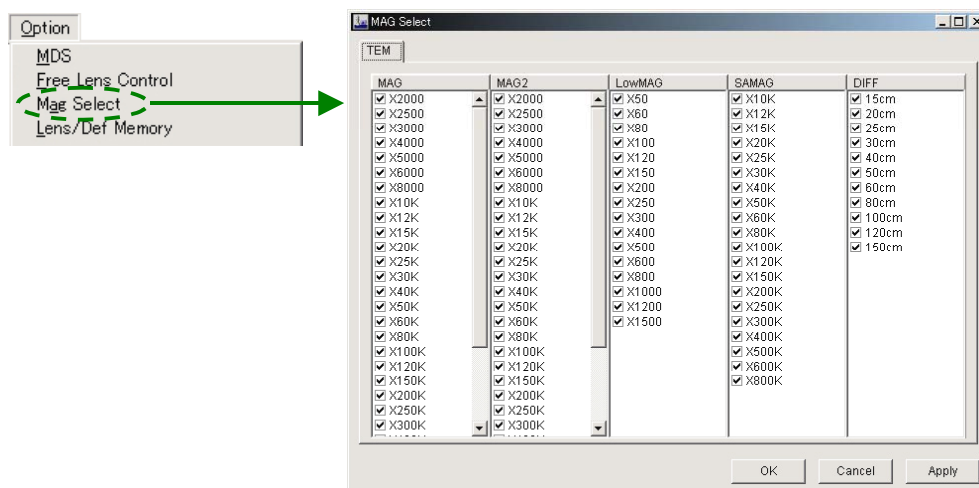 Option
MDS
Free Lens Control
Mag Select
Lens/Def Memory
MAG Select
TEM
MAG
X2000
X2500
X3000
X4000
X5000
X6000
X8000
X10K
X12K
X15K
X20K
X25K
X30K
X40K
X50K
X60K
X80K
X100K
X120K
X150K
X200K
X250K
X300K
MAG2
X2000
X2500
X3000
X4000
X5000
X6000
X8000
X10K
X12K
X15K
X20K
X25K
X30K
X40K
X50K
X60K
X80K
X100K
X120K
X150K
X200K
X250K
X300K
LowMAG
X50
X60
X80
X100
X120
X150
X200
X250
X300
X400
X500
X600
X800
X1000
X1200
X1500
SAMAG
X10K
X12K
X15K
X20K
X25K
X30K
X40K
X50K
X60K
X80K
X100K
X120K
X150K
X200K
X250K
X300K
X400K
X500K
X600K
X800K
DIFF
15cm
20cm
25cm
30cm
40cm
50cm
60cm
80cm
100cm
120cm
150cm
OK
Cancel
Apply